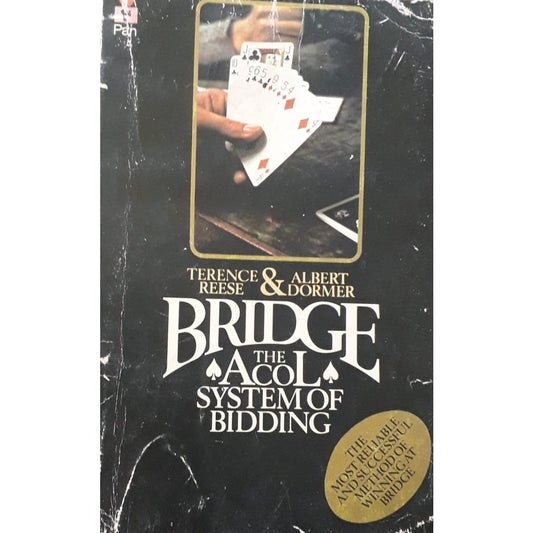 Pan
TERENCE & ALBERT
REESE DORMER
BRIDGE
THE
ACOL
SYSTEM OF
BIDDING
THE
MOST RELIABLE
AND SUCCESSFUL
METHOD OF
WINNING AT
BRIDGE